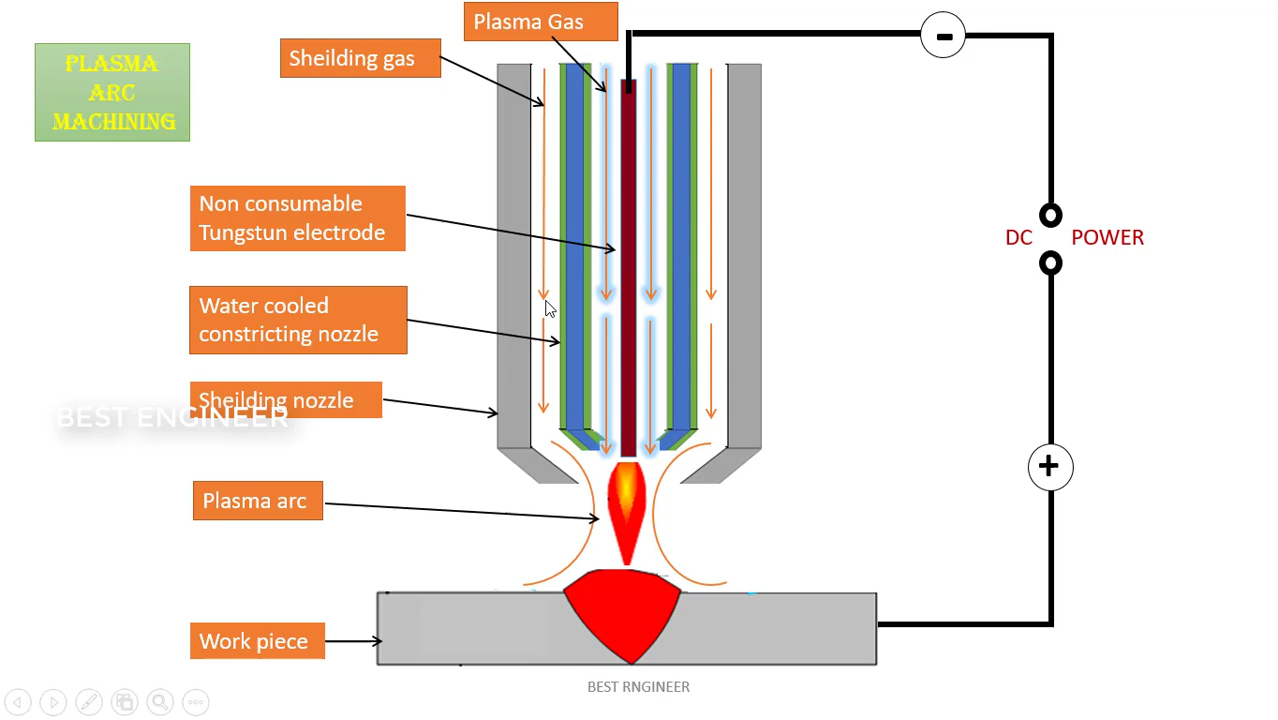 Plasma Gas
Sheilding gas
PLASMA
ARC
MACHINING
Non consumable
Tungstun electrode
Water cooled
constricting nozzle
Sheilding nozzle
BEST ENGINEER
Plasma arc
Work piece
-
DC POWER
+
BEST RNGINEER